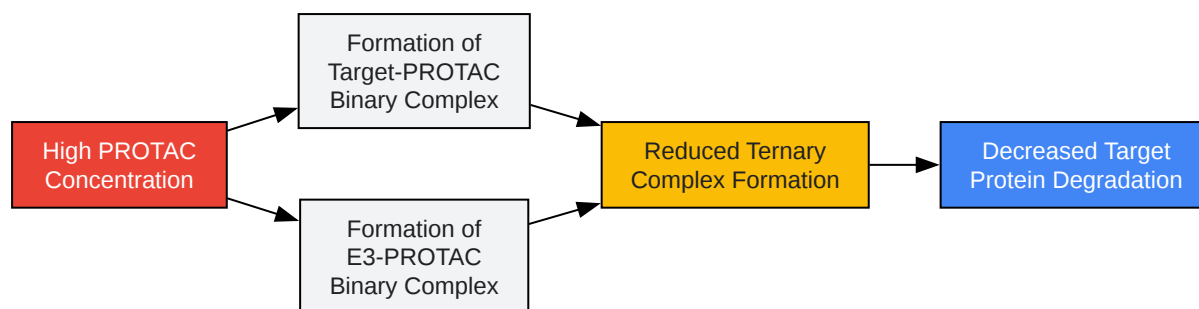 High PROTAC
Concentration
Formation of
Target-PROTAC
Binary Complex
Formation of
E3-PROTAC
Binary Complex
Reduced Ternary
Complex Formation
Decreased Target
Protein Degradation